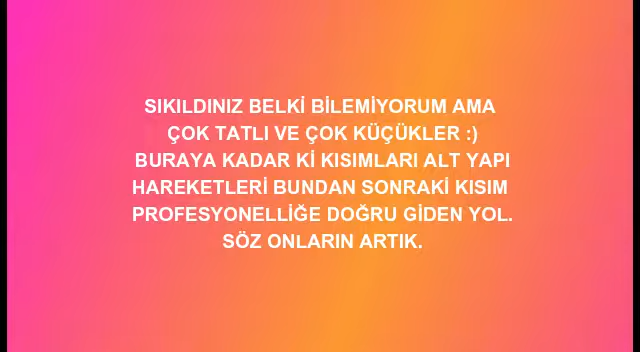 SIKILDINIZ BELKİ BİLEMİYORUM AMA
ÇOK TATLI VE ÇOK KÜÇÜKLER :)
BURAYA KADAR Kİ KISIMLARI ALT YAPI
HAREKETLERİ BUNDAN SONRAKİ KISIM
PROFESYONELLİĞE DOĞRU GİDEN YOL.
SÖZ ONLARIN ARTIK.